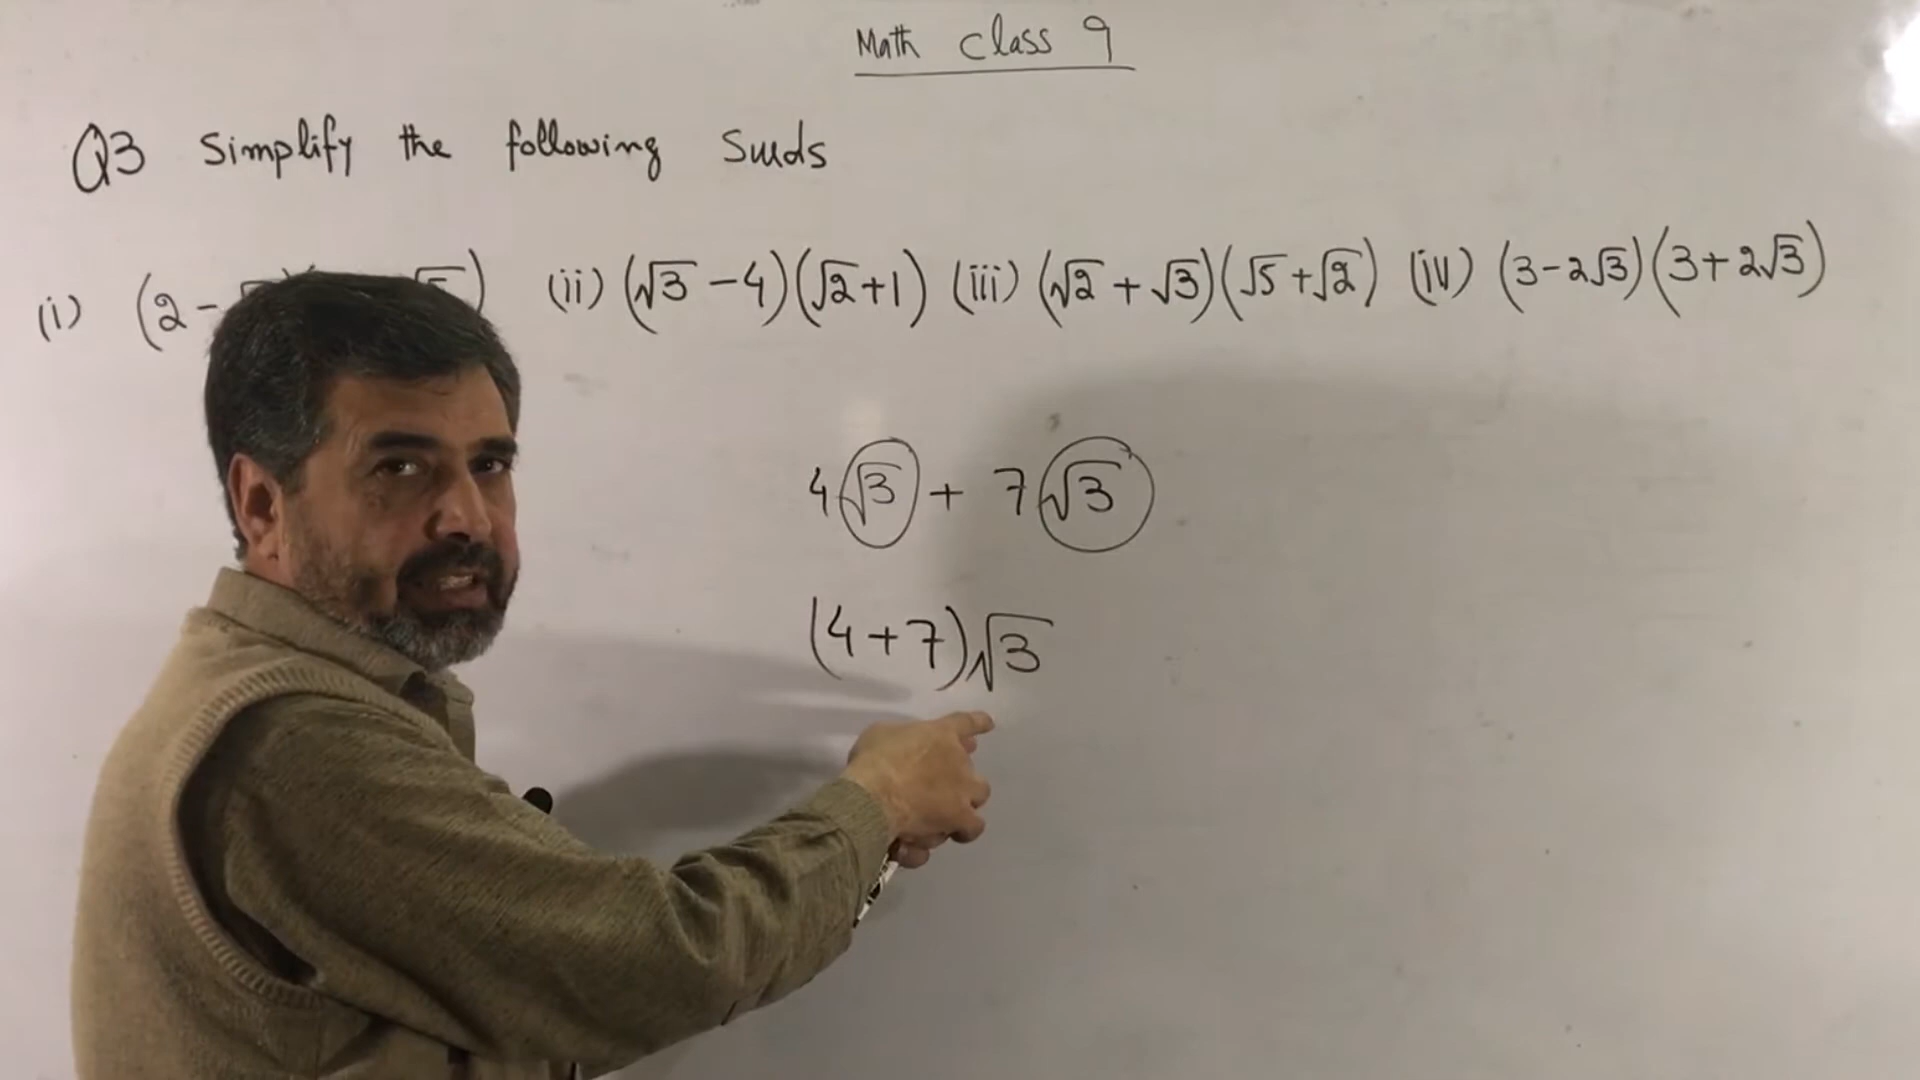 Math Class 9
Q3 Simplify the following Surds
(i) (2 - √5) (ii) (√3 - 4)(√2 + 1) (iii) (√2 + √3)(√5 + √2) (iv) (3 - 2√3)(3 + 2√3)
4√3 + 7√3
(4 + 7)√3